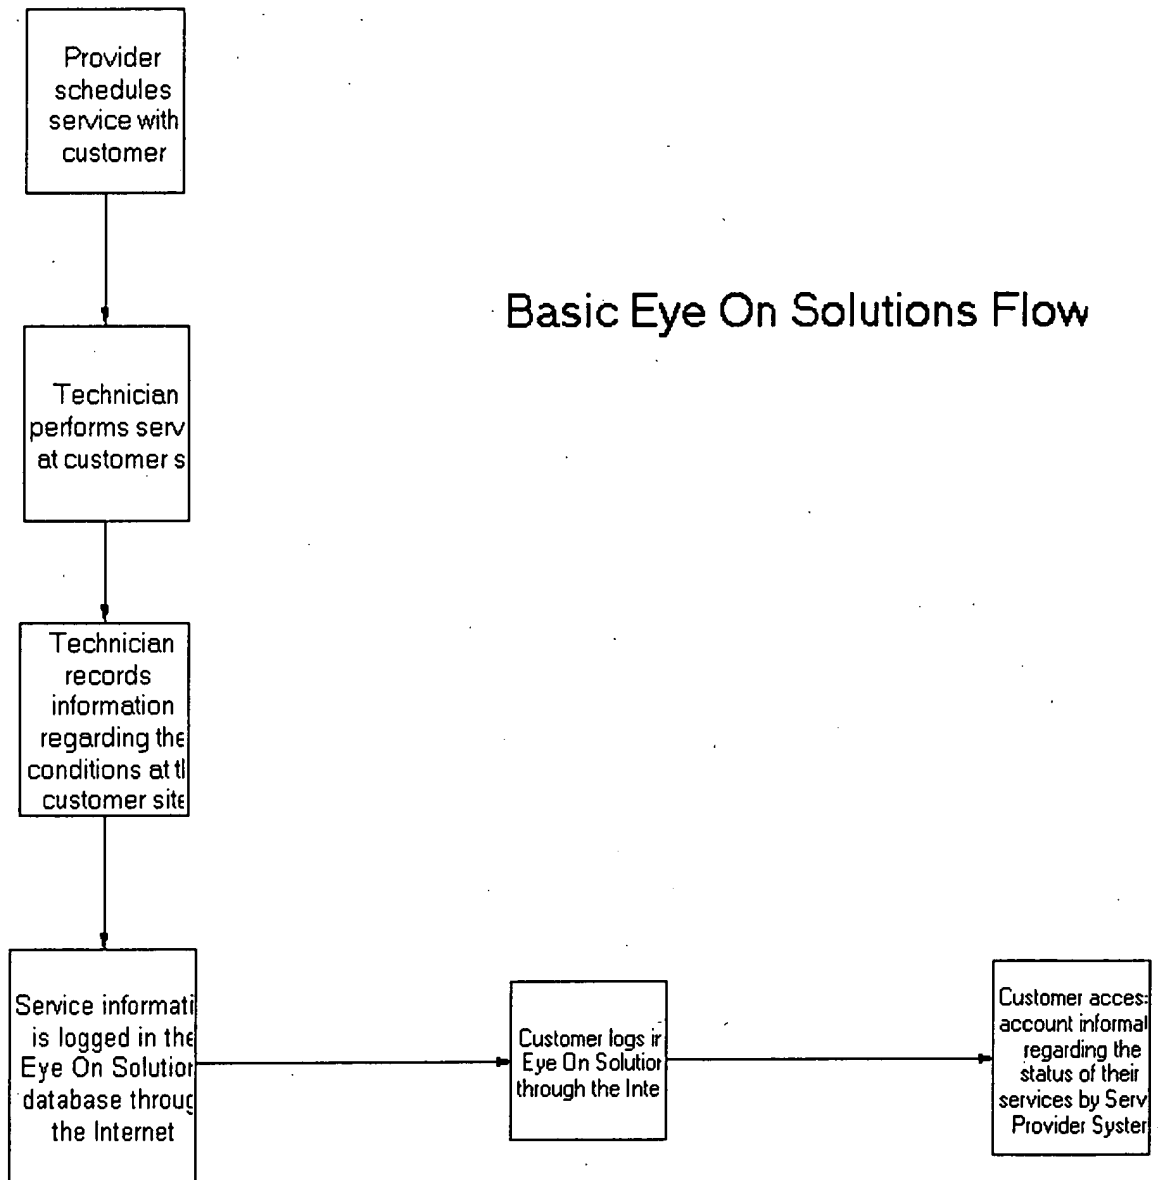 Provider
schedules
service with
customer
Basic Eye On Solutions Flow
Technician
performs serv
at customer s
Technician
records
information
regarding the
conditions at tl
customer site
Service informati
is logged in the
Eye On Solution
database throug
the Internet
Customer logs ir
Eye On Solutior
through the Inte
Customer acces
account informal
regarding the
status of their
services by Serv
Provider Syster